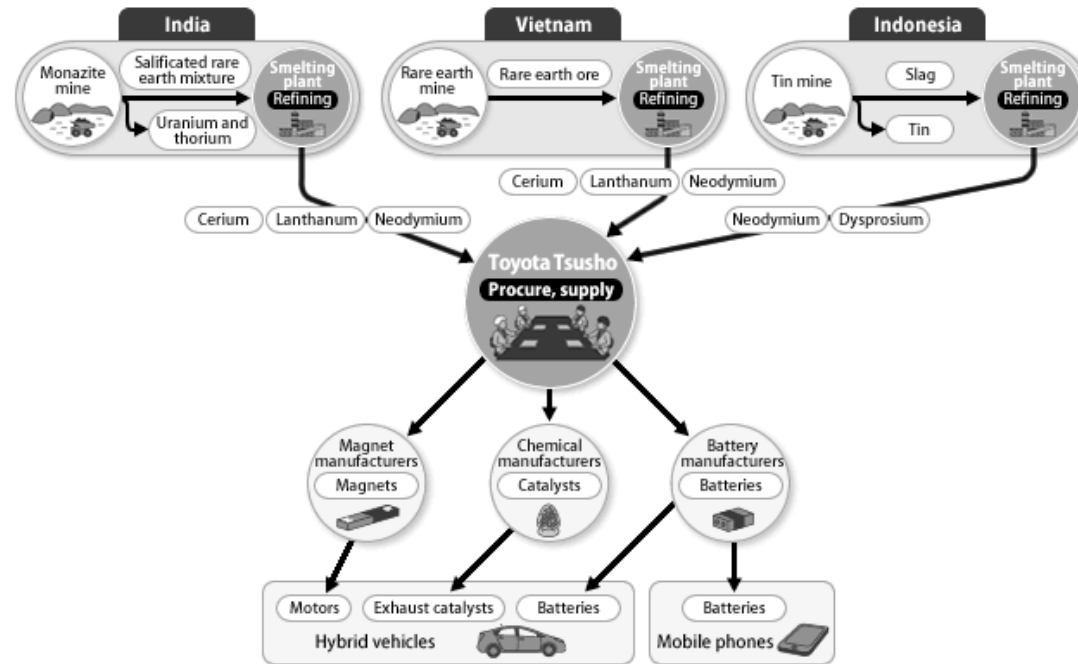 India
Vietnam
Indonesia
Monazite
mine
Salificated rare
earth mixture
Uranium and
thorium
Smelting
plant
Refining
Rare earth
mine
Rare earth ore
Smelting
plant
Refining
Tin mine
Slag
Tin
Smelting
plant
Refining
Cerium
Lanthanum
Neodymium
Cerium
Lanthanum
Neodymium
Neodymium
Dysprosium
Toyota Tsusho
Procure, supply
Magnet
manufacturers
Magnets
Chemical
manufacturers
Catalysts
Battery
manufacturers
Batteries
Motors
Exhaust catalysts
Batteries
Hybrid vehicles
Batteries
Mobile phones